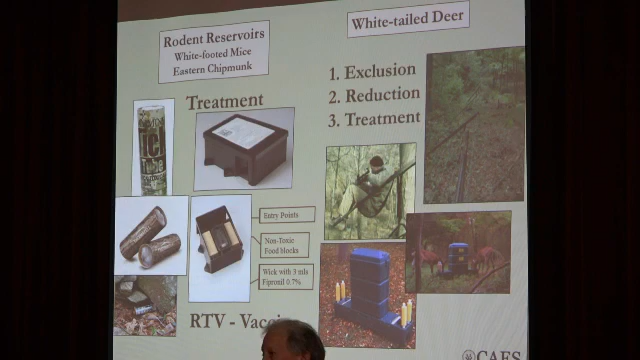 Rodent Reservoirs
White-footed Mice
Eastern Chipmunk
Treatment
Entry Points
Non-Toxic
Food blocks
Wick with 3 mls
Fipronil 0.7%
RTV -
White-tailed Deer
1. Exclusion
2. Reduction
3. Treatment
CAES